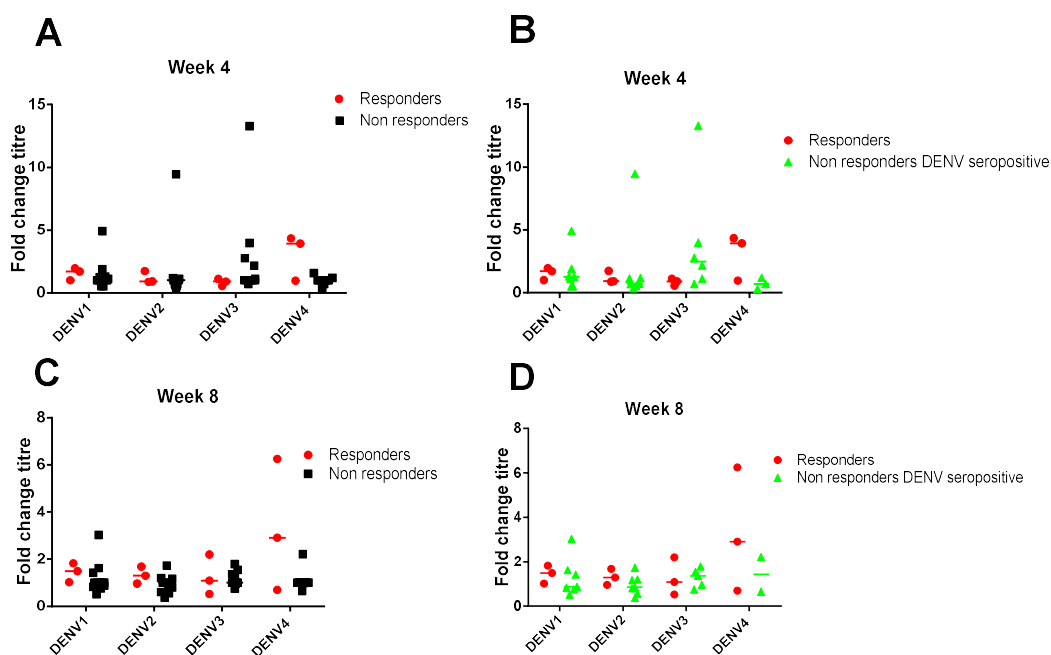 A
Week 4
Fold change titre
15
10
5
0
DENV1
DENV2
DENV3
DENV4
Responders
Non responders
B
Week 4
Fold change titre
15
10
5
0
DENV1
DENV2
DENV3
DENV4
Responders
Non responders DENV seropositive
C
Week 8
Fold change titre
8
6
4
2
0
DENV1
DENV2
DENV3
DENV4
Responders
Non responders
D
Week 8
Fold change titre
8
6
4
2
0
DENV1
DENV2
DENV3
DENV4
Responders
Non responders DENV seropositive